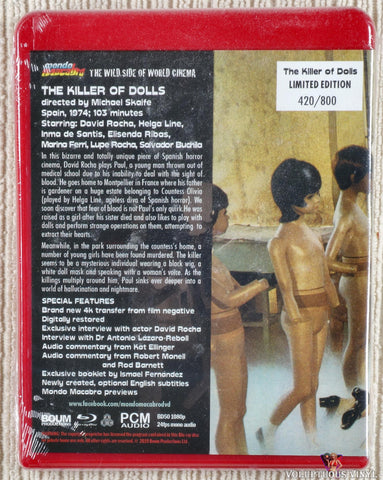 mondo macabro THE WILD SIDE OF WORLD CINEMA
The Killer of Dolls
LIMITED EDITION
420/800
THE KILLER OF DOLLS
directed by Michael Skaife
Spain, 1974; 103 minutes
Starring: David Rocha, Helga Line,
Inma de Santis, Elisenda Ribas,
Marina Ferri, Lupe Rocha, Salvador Buchilo
In this bizarre and totally unique piece of Spanish horror
cinema, David Rocha plays Paul, a young man thrown out of
medical school due to his inability to deal with the sight of
blood. He goes home to Montpellier in France where his father
is gardener on a huge estate belonging to Countess Olivia
(played by Helga Line, ageless diva of Spanish horror). We
soon discover that fear of blood is not Paul's only quirk. He was
raised as a girl after his sister died and also likes to play with
dolls and perform strange operations on them, attempting to
extract their hearts.
Meanwhile, in the park surrounding the countess's home, a
number of young girls have been found murdered. The killer
seems to be a mysterious individual wearing a black wig, a
white doll mask and speaking with a woman's voice. As the
killings multiply around him, Paul sinks ever deeper into a
world of hallucination and nightmare.
SPECIAL FEATURES
Brand new 4k transfer from film negative
Digitally restored
Exclusive interview with actor David Rocha
Interview with Dr Antonio Lázaro-Reboll
Audio commentary from Kat Ellinger
Audio commentary from Robert Monell
and Rod Barnett
Exclusive booklet by Ismael Fernandez
Newly created, optional English subtitles
Mondo Macabro previews
www.facebook.com/mondomacabrodvd
BOUM PRODUCTIONS Blu-ray Disc PCM AUDIO BD50 1080p
24fps mono audio
© 2019 Boum Productions Ltd.
VOLUPTUOUS VINYL